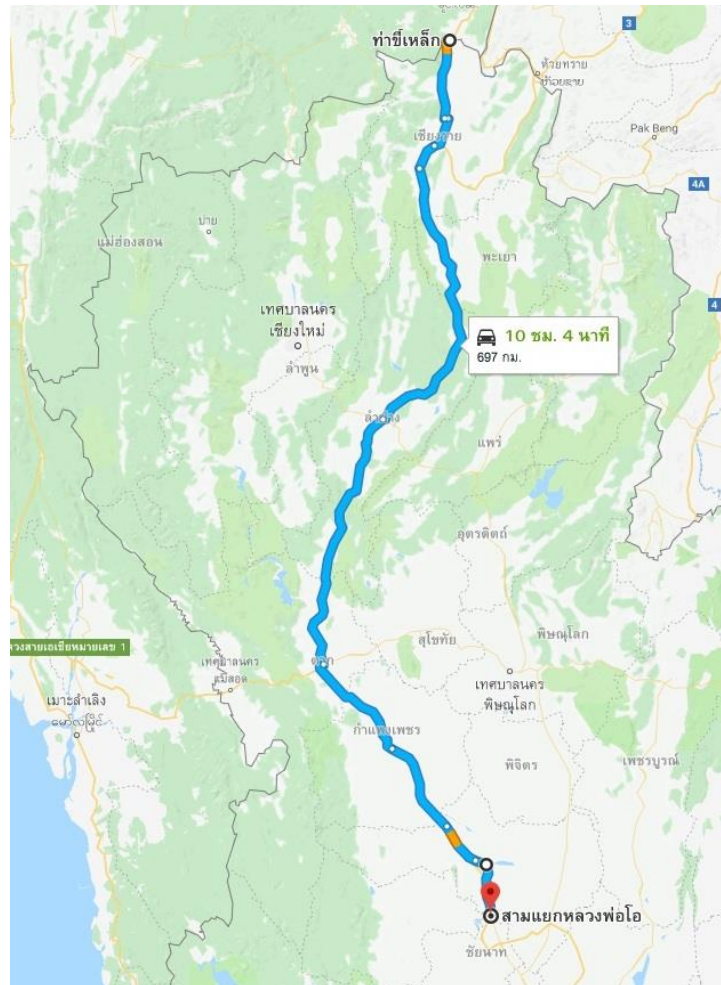 ท่าขี้เหล็ก
3
ห้วยทราย
ຫ້ວຍຊາຍ
Pak Beng
เชียงราย
4A
ปาย
แม่ฮ่องสอน
พะเยา
4
เทศบาลนคร
เชียงใหม่
ลำพูน
10 ชม. 4 นาที
697 กม.
ลำปาง
แพร่
อุตรดิตถ์
สุโขทัย
พิษณุโลก
วงสายเอเชียหมายเลข 1
เทศบาลนคร
แม่สอด
ตาก
เทศบาลนคร
พิษณุโลก
เมาะลำเลิง
မော်လမြိုင်
กำแพงเพชร
พิจิตร
เพชรบูรณ์
สามแยกหลวงพ่อโอ
ชัยนาท